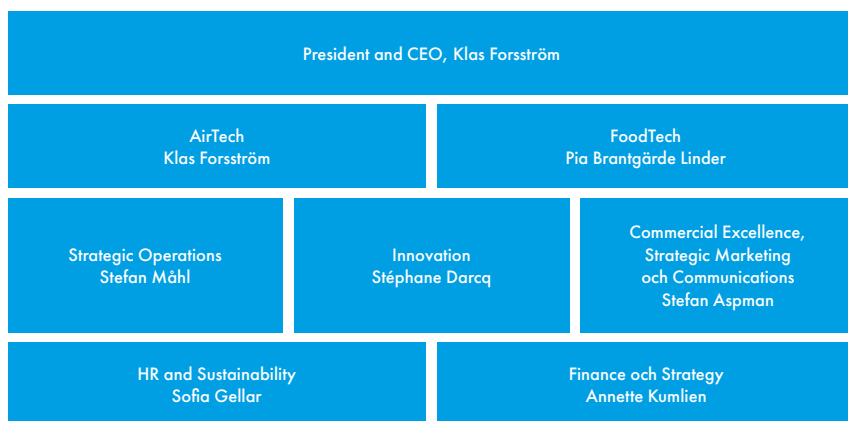 President and CEO, Klas Forsström
AirTech
Klas Forsström
FoodTech
Pia Brantgärde Linder
Strategic Operations
Stefan Måhl
Innovation
Stéphane Darcq
Commercial Excellence,
Strategic Marketing
och Communications
Stefan Aspman
HR and Sustainability
Sofia Gellar
Finance och Strategy
Annette Kumlien